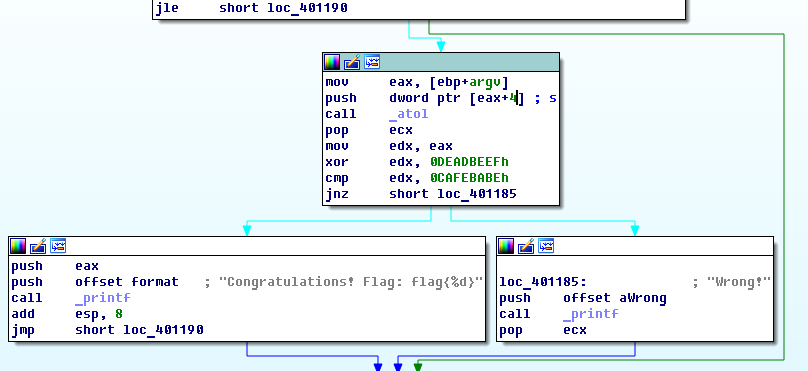 jle     short loc_401190
mov     eax, [ebp+argv]
push    dword ptr [eax+4] ; s
call    _atol
pop     ecx
mov     edx, eax
xor     edx, 0DEADBEEFh
cmp     edx, 0CAFEBABEh
jnz     short loc_401185
push    eax
push    offset format   ; "Congratulations! Flag: flag{%d}"
call    _printf
add     esp, 8
jmp     short loc_401190
loc_401185:             ; "Wrong!"
push    offset aWrong
call    _printf
pop     ecx